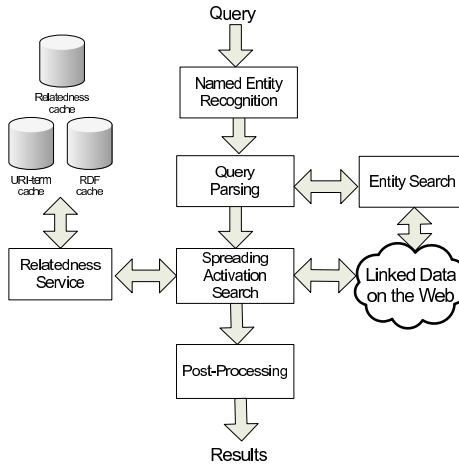 Query
Named Entity
Recognition
Relatedness
cache
URI-term
cache
RDF
cache
Query
Parsing
Entity Search
Relatedness
Service
Spreading
Activation
Search
Linked Data
on the Web
Post-Processing
Results